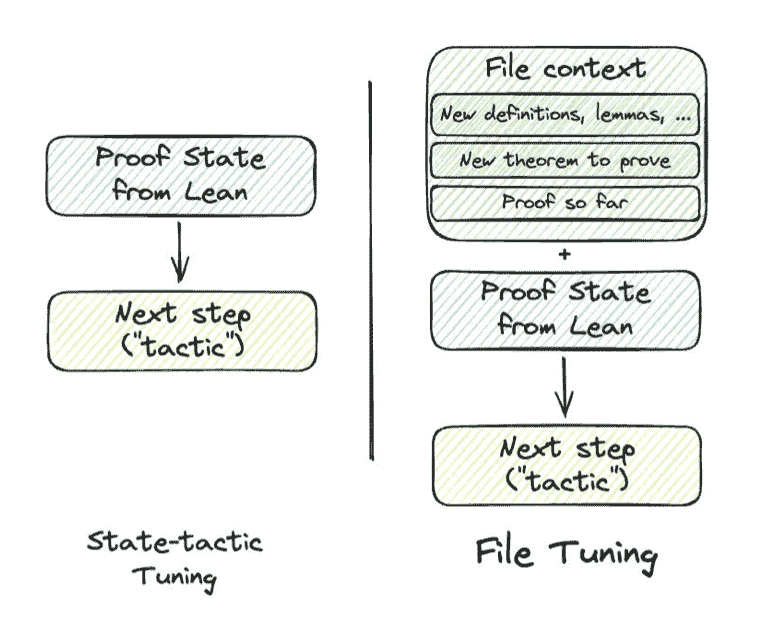 Proof State
from Lean
Next step
("tactic")
State-tactic
Tuning
File context
New definitions, lemmas, ...
New theorem to prove
Proof so far
+
Proof State
from Lean
Next step
("tactic")
File Tuning